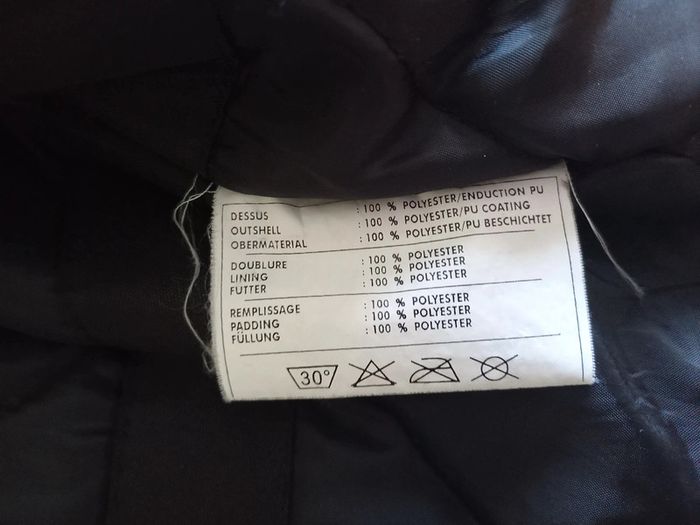 DESSUS : 100 % POLYESTER/ENDUCTION PU
OUTSHELL : 100 % POLYESTER/PU COATING
OBERMATERIAL : 100 % POLYESTER/PU BESCHICHTET
DOUBLURE : 100 % POLYESTER
LINING : 100 % POLYESTER
FUTTER : 100 % POLYESTER
REMPLISSAGE : 100 % POLYESTER
PADDING : 100 % POLYESTER
FÜLLUNG : 100 % POLYESTER
30°